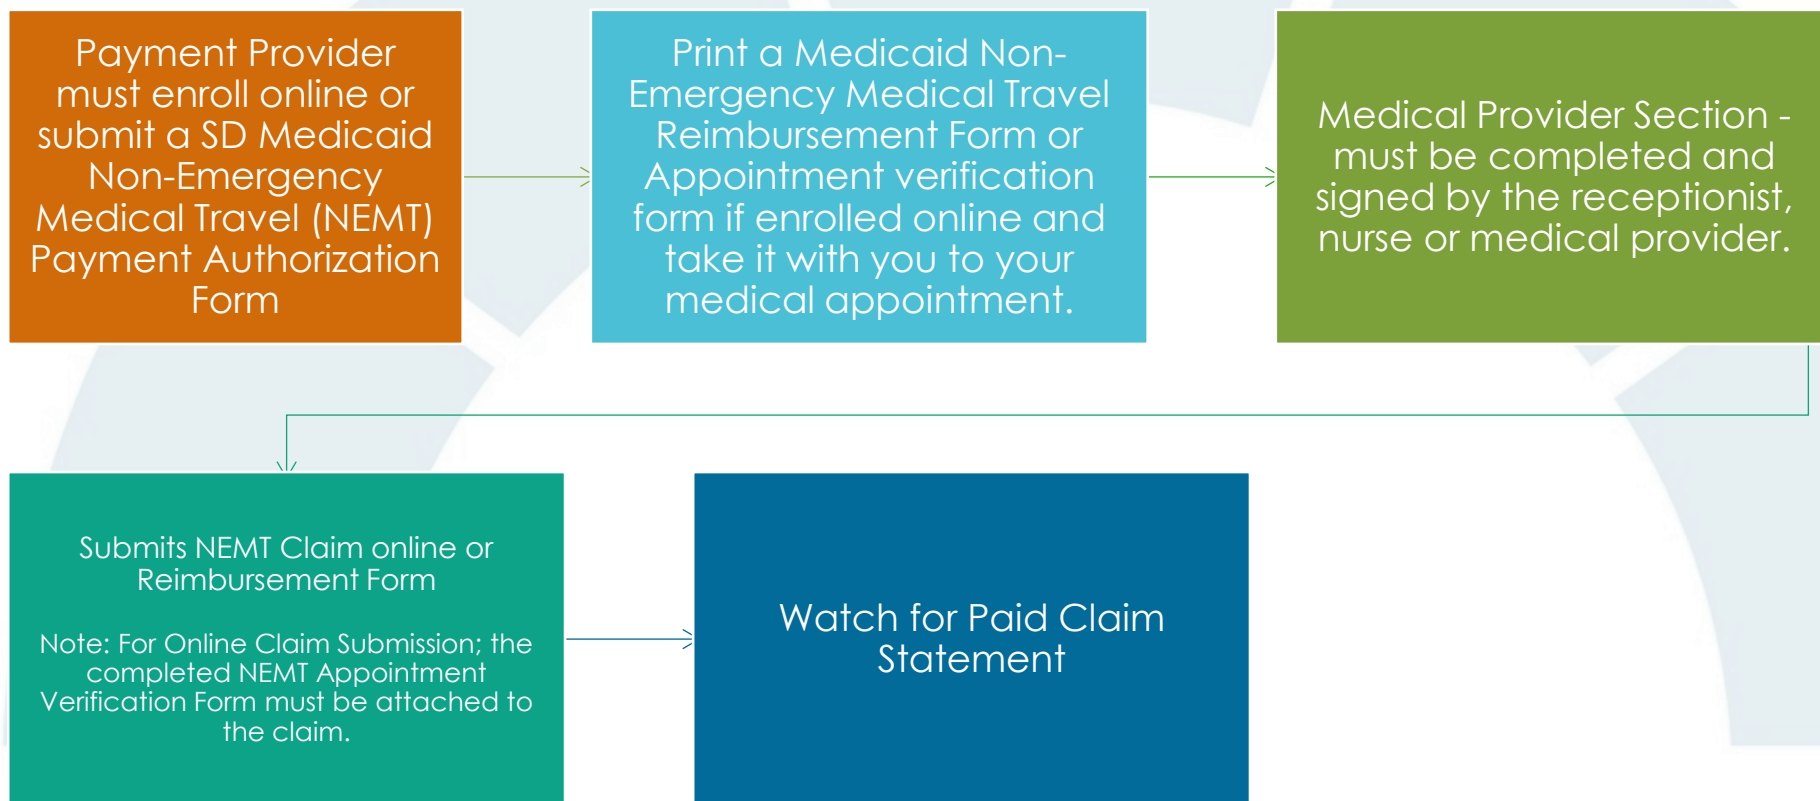 Payment Provider
must enroll online or
submit a SD Medicaid
Non-Emergency
Medical Travel (NEMT)
Payment Authorization
Form
Print a Medicaid Non-
Emergency Medical Travel
Reimbursement Form or
Appointment verification
form if enrolled online and
take it with you to your
medical appointment.
Medical Provider Section -
must be completed and
signed by the receptionist,
nurse or medical provider.
Submits NEMT Claim online or
Reimbursement Form
Note: For Online Claim Submission; the
completed NEMT Appointment
Verification Form must be attached to
the claim.
Watch for Paid Claim
Statement